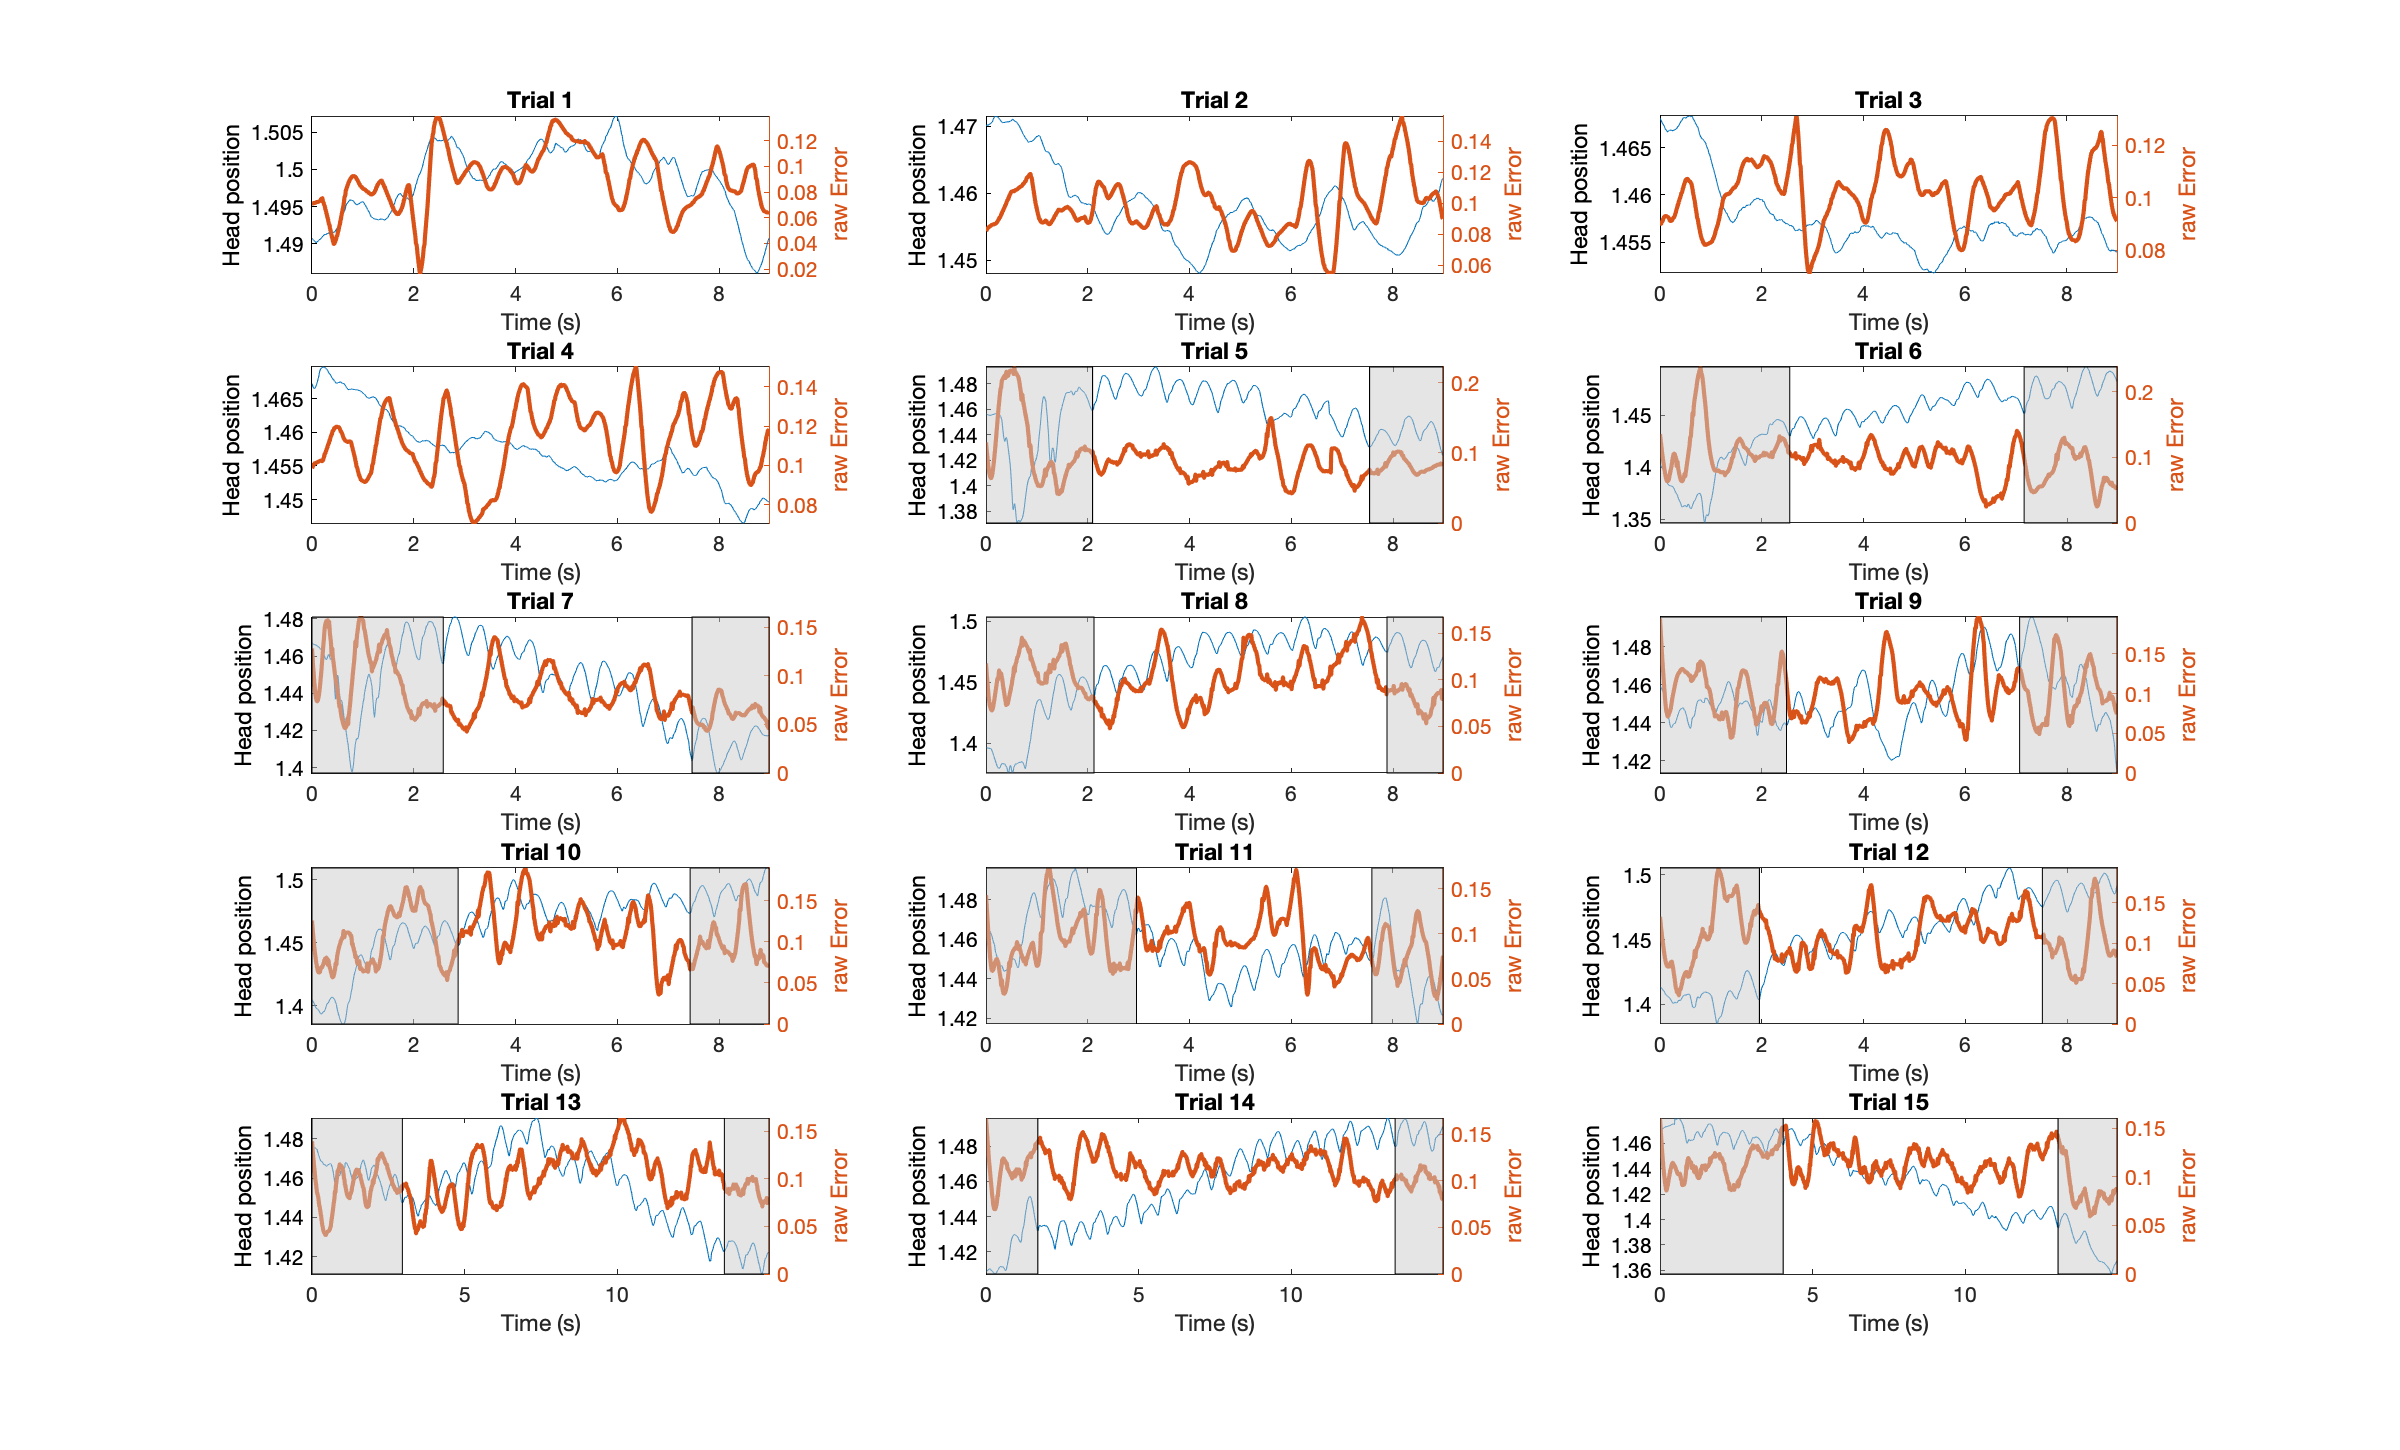 Trial 1
Head position
1.505
1.5
1.495
1.49
0.12
0.1
0.08
0.06
0.04
0.02
raw Error
0 2 4 6 8
Time (s)
Trial 2
Head position
1.47
1.46
1.45
0.14
0.12
0.1
0.08
0.06
raw Error
0 2 4 6 8
Time (s)
Trial 3
Head position
1.465
1.46
1.455
0.12
0.1
0.08
raw Error
0 2 4 6 8
Time (s)
Trial 4
Head position
1.465
1.46
1.455
1.45
0.14
0.12
0.1
0.08
raw Error
0 2 4 6 8
Time (s)
Trial 5
Head position
1.48
1.46
1.44
1.42
1.4
1.38
0.2
0.1
0
raw Error
0 2 4 6 8
Time (s)
Trial 6
Head position
1.45
1.4
1.35
0.2
0.1
0
raw Error
0 2 4 6 8
Time (s)
Trial 7
Head position
1.48
1.46
1.44
1.42
1.4
0.15
0.1
0.05
0
raw Error
0 2 4 6 8
Time (s)
Trial 8
Head position
1.5
1.45
1.4
0.15
0.1
0.05
0
raw Error
0 2 4 6 8
Time (s)
Trial 9
Head position
1.48
1.46
1.44
1.42
0.15
0.1
0.05
0
raw Error
0 2 4 6 8
Time (s)
Trial 10
Head position
1.5
1.45
1.4
0.15
0.1
0.05
0
raw Error
0 2 4 6 8
Time (s)
Trial 11
Head position
1.48
1.46
1.44
1.42
0.15
0.1
0.05
0
raw Error
0 2 4 6 8
Time (s)
Trial 12
Head position
1.5
1.45
1.4
0.15
0.1
0.05
0
raw Error
0 2 4 6 8
Time (s)
Trial 13
Head position
1.48
1.46
1.44
1.42
0.15
0.1
0.05
0
raw Error
0 5 10
Time (s)
Trial 14
Head position
1.48
1.46
1.44
1.42
0.15
0.1
0.05
0
raw Error
0 5 10
Time (s)
Trial 15
Head position
1.46
1.44
1.42
1.4
1.38
1.36
0.15
0.1
0.05
0
raw Error
0 5 10
Time (s)